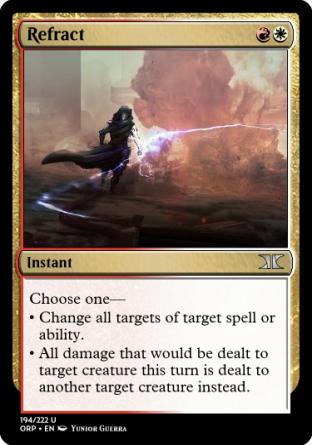 Refract
Instant
Choose one—
• Change all targets of target spell or
ability.
• All damage that would be dealt to
target creature this turn is dealt to
another target creature instead.
194/222 U
ORP • EN Yunior Guerra